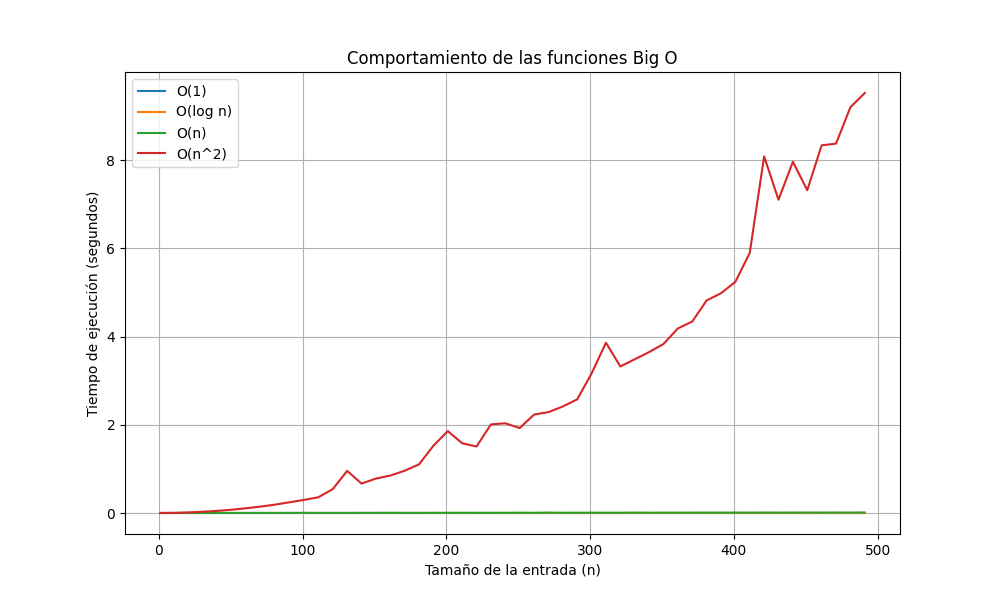 Comportamiento de las funciones Big O
O(1)
O(log n)
O(n)
O(n^2)
Tiempo de ejecución (segundos)
8
6
4
2
0
0 100 200 300 400 500
Tamaño de la entrada (n)